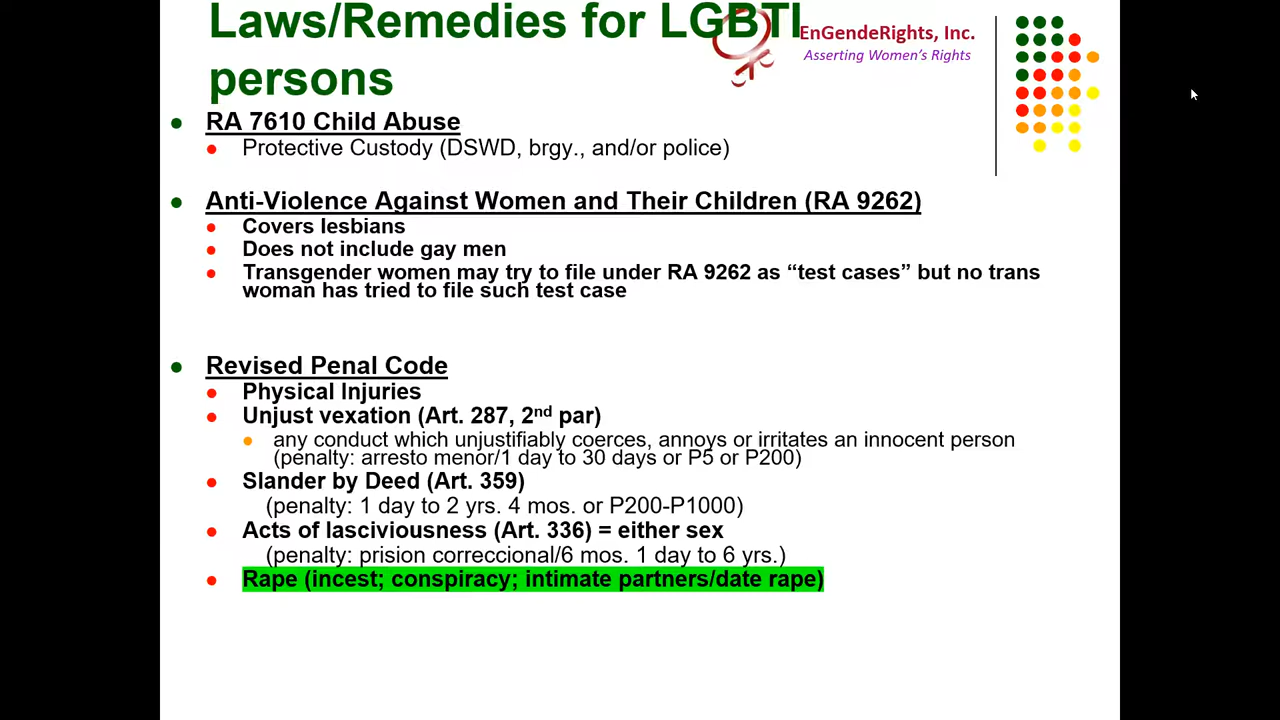 Laws/Remedies for LGBTI
persons
EnGendeRights, Inc.
Asserting Women's Rights
RA 7610 Child Abuse
Protective Custody (DSWD, brgy., and/or police)
Anti-Violence Against Women and Their Children (RA 9262)
Covers lesbians
Does not include gay men
Transgender women may try to file under RA 9262 as “test cases” but no trans
woman has tried to file such test case
Revised Penal Code
Physical Injuries
Unjust vexation (Art. 287, 2nd par)
any conduct which unjustifiably coerces, annoys or irritates an innocent person
(penalty: arresto menor/1 day to 30 days or P5 or P200)
Slander by Deed (Art. 359)
(penalty: 1 day to 2 yrs. 4 mos. or P200-P1000)
Acts of lasciviousness (Art. 336) = either sex
(penalty: prision correccional/6 mos. 1 day to 6 yrs.)
Rape (incest; conspiracy; intimate partners/date rape)